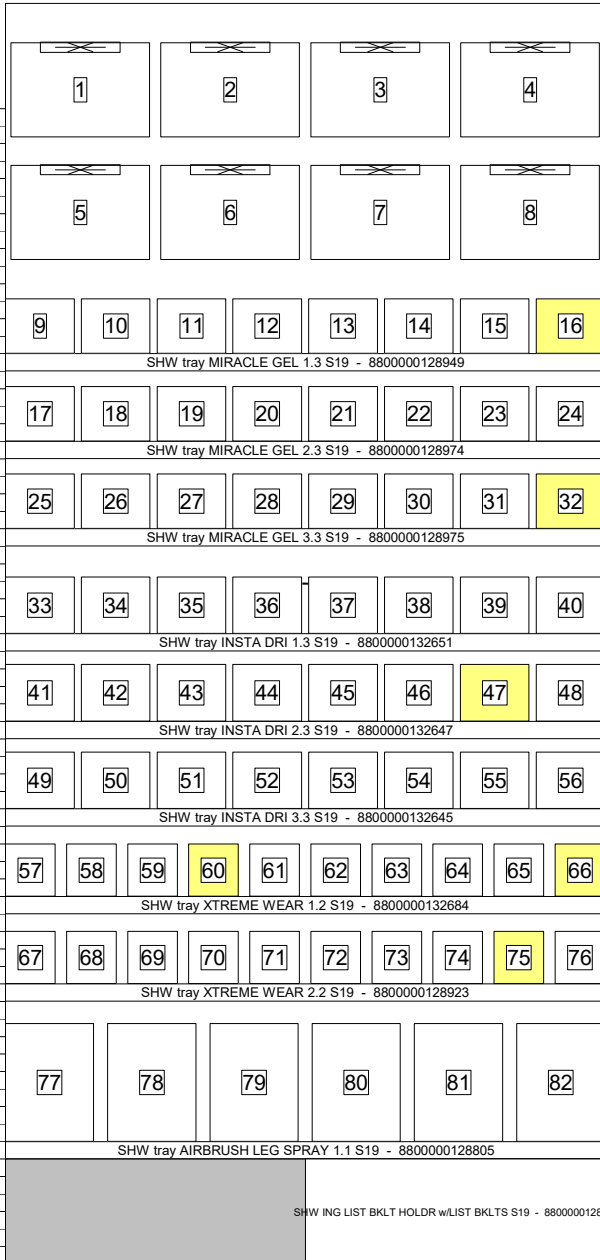 1 2 3 4
5 6 7 8
9 10 11 12 13 14 15 16
SHW tray MIRACLE GEL 1.3 S19 - 8800000128949
17 18 19 20 21 22 23 24
SHW tray MIRACLE GEL 2.3 S19 - 8800000128974
25 26 27 28 29 30 31 32
SHW tray MIRACLE GEL 3.3 S19 - 8800000128975
33 34 35 36 37 38 39 40
SHW tray INSTA DRI 1.3 S19 - 8800000132651
41 42 43 44 45 46 47 48
SHW tray INSTA DRI 2.3 S19 - 8800000132647
49 50 51 52 53 54 55 56
SHW tray INSTA DRI 3.3 S19 - 8800000132645
57 58 59 60 61 62 63 64 65 66
SHW tray XTREME WEAR 1.2 S19 - 8800000132684
67 68 69 70 71 72 73 74 75 76
SHW tray XTREME WEAR 2.2 S19 - 8800000128923
77 78 79 80 81 82
SHW tray AIRBRUSH LEG SPRAY 1.1 S19 - 8800000128805
SHW ING LIST BKLT HOLDR w/LIST BKLTS S19 - 8800000128